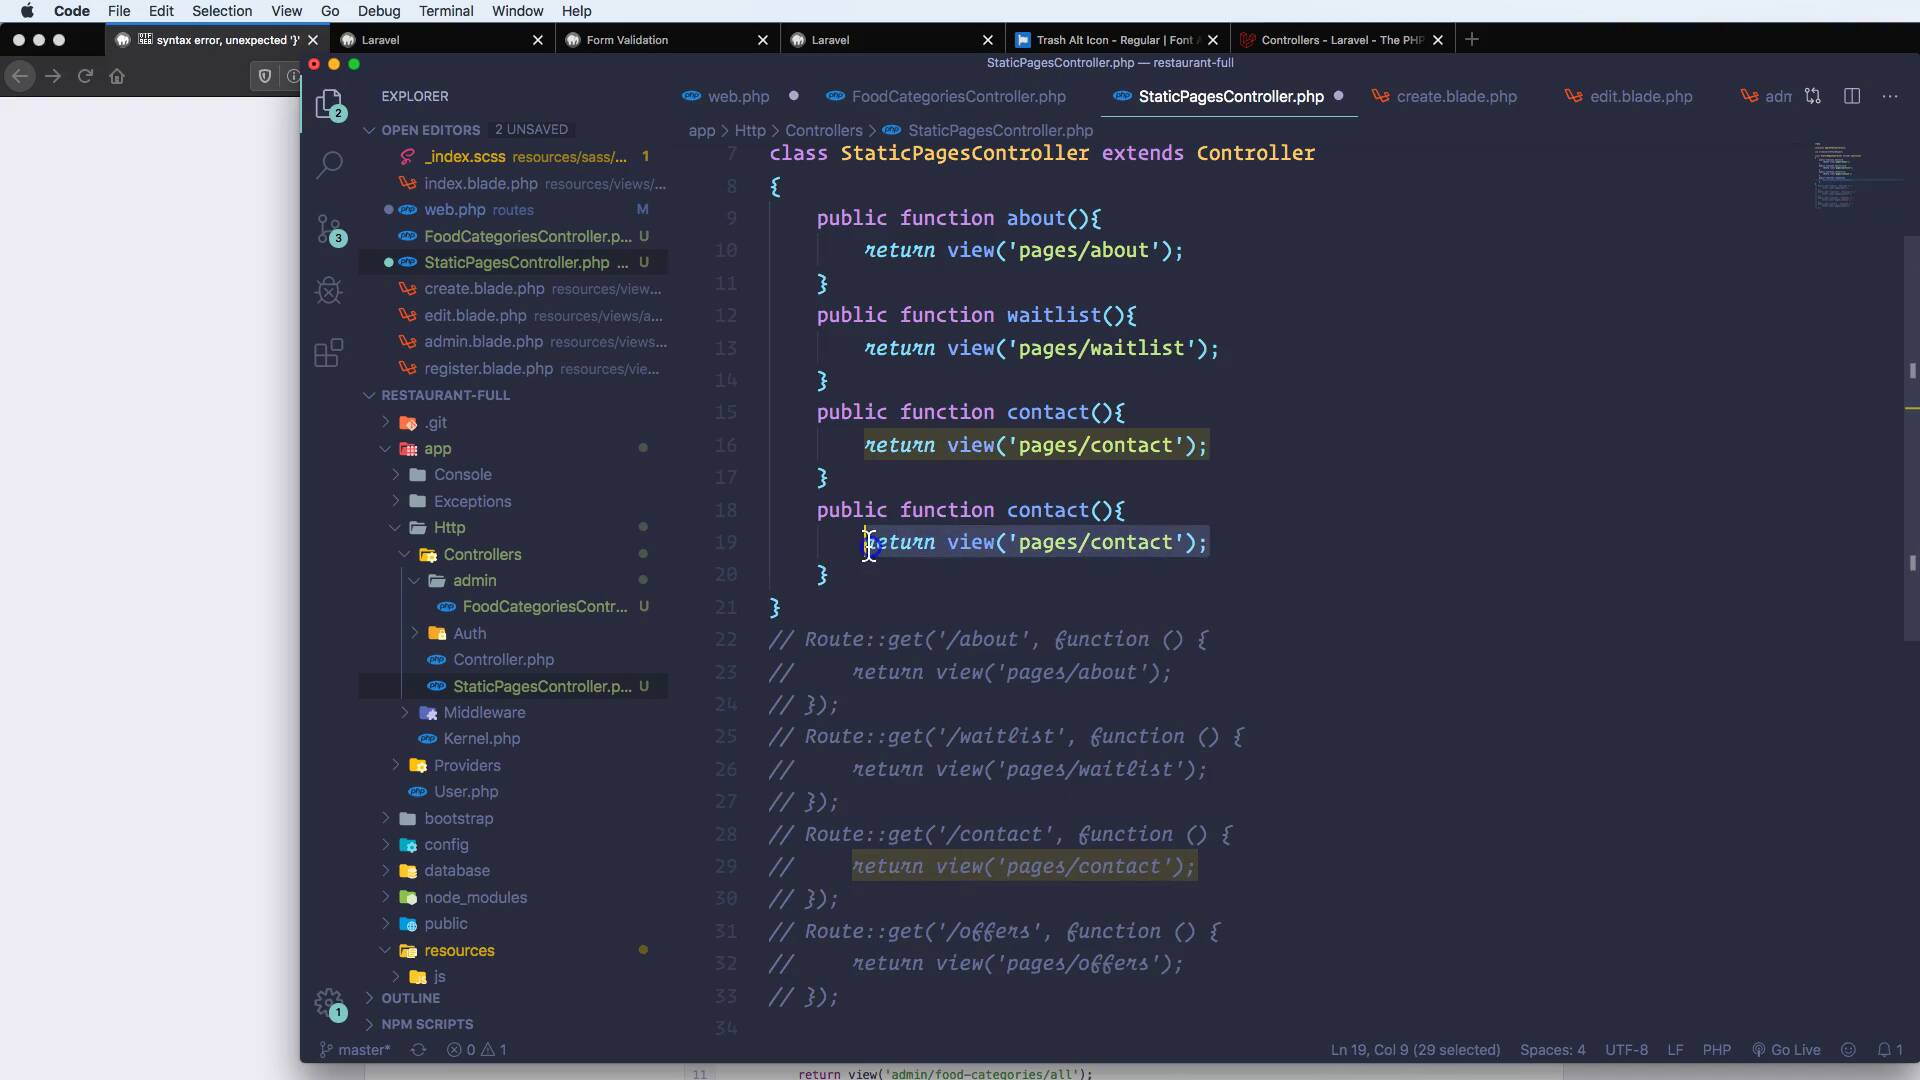 Code File Edit Selection View Go Debug Terminal Window Help
syntax error, unexpected '}'
Laravel
Form Validation
Laravel
Trash Alt Icon - Regular | Font A
Controllers - Laravel - The PHP
StaticPagesController.php — restaurant-full
EXPLORER
web.php
FoodCategoriesController.php
StaticPagesController.php
create.blade.php
edit.blade.php
adm
OPEN EDITORS 2 UNSAVED
app > Http > Controllers > StaticPagesController.php
_index.scss resources/sass/... 1
index.blade.php resources/views/...
web.php routes M
FoodCategoriesController.p... U
StaticPagesController.php ... U
create.blade.php resources/view...
edit.blade.php resources/views/a...
admin.blade.php resources/views...
register.blade.php resources/vie...
RESTAURANT-FULL
.git
app
Console
Exceptions
Http
Controllers
admin
FoodCategoriesContr... U
Auth
Controller.php
StaticPagesController.p... U
Middleware
Kernel.php
Providers
User.php
bootstrap
config
database
node_modules
public
resources
js
OUTLINE
NPM SCRIPTS
2
3
1
7 class StaticPagesController extends Controller
8 {
9 public function about(){
10 return view('pages/about');
11 }
12 public function waitlist(){
13 return view('pages/waitlist');
14 }
15 public function contact(){
16 return view('pages/contact');
17 }
18 public function contact(){
19 return view('pages/contact');
20 }
21 }
22 // Route::get('/about', function () {
23 // return view('pages/about');
24 // });
25 // Route::get('/waitlist', function () {
26 // return view('pages/waitlist');
27 // });
28 // Route::get('/contact', function () {
29 // return view('pages/contact');
30 // });
31 // Route::get('/offers', function () {
32 // return view('pages/offers');
33 // });
34
master* 0 1
Ln 19, Col 9 (29 selected) Spaces: 4 UTF-8 LF PHP Go Live 1
11 return view('admin/food-categories/all');